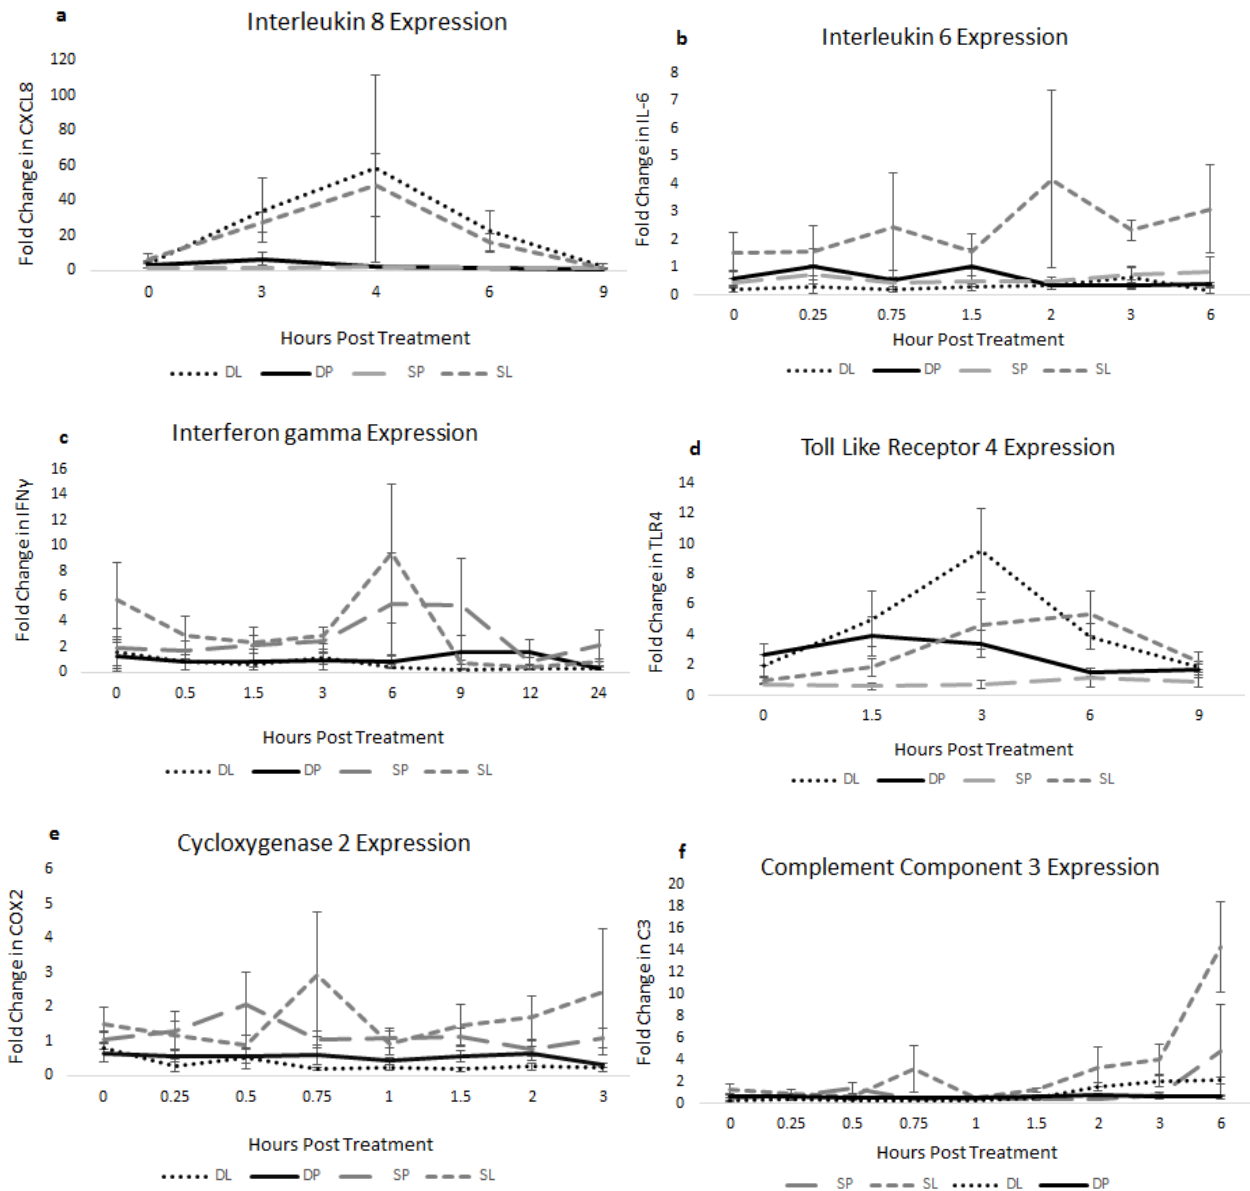 a
Interleukin 8 Expression
Fold Change in CXCL8
120
100
80
60
40
20
0
0 3 4 6 9
Hours Post Treatment
DL DP SP SL
b
Interleukin 6 Expression
Fold Change in IL-6
8
7
6
5
4
3
2
1
0
0 0.25 0.75 1.5 2 3 6
Hour Post Treatment
DL DP SP SL
c
Interferon gamma Expression
Fold Change in IFNγ
16
14
12
10
8
6
4
2
0
0 0.5 1.5 3 6 9 12 24
Hours Post Treatment
DL DP SP SL
d
Toll Like Receptor 4 Expression
Fold Change in TLR4
14
12
10
8
6
4
2
0
0 1.5 3 6 9
Hours Post Treatment
DL DP SP SL
e
Cycloxygenase 2 Expression
Fold Change in COX2
6
5
4
3
2
1
0
0 0.25 0.5 0.75 1 1.5 2 3
Hours Post Treatment
DL DP SP SL
f
Complement Component 3 Expression
Fold Change in C3
20
18
16
14
12
10
8
6
4
2
0
0 0.25 0.5 0.75 1 1.5 2 3 6
Hours Post Treatment
SP SL DL DP